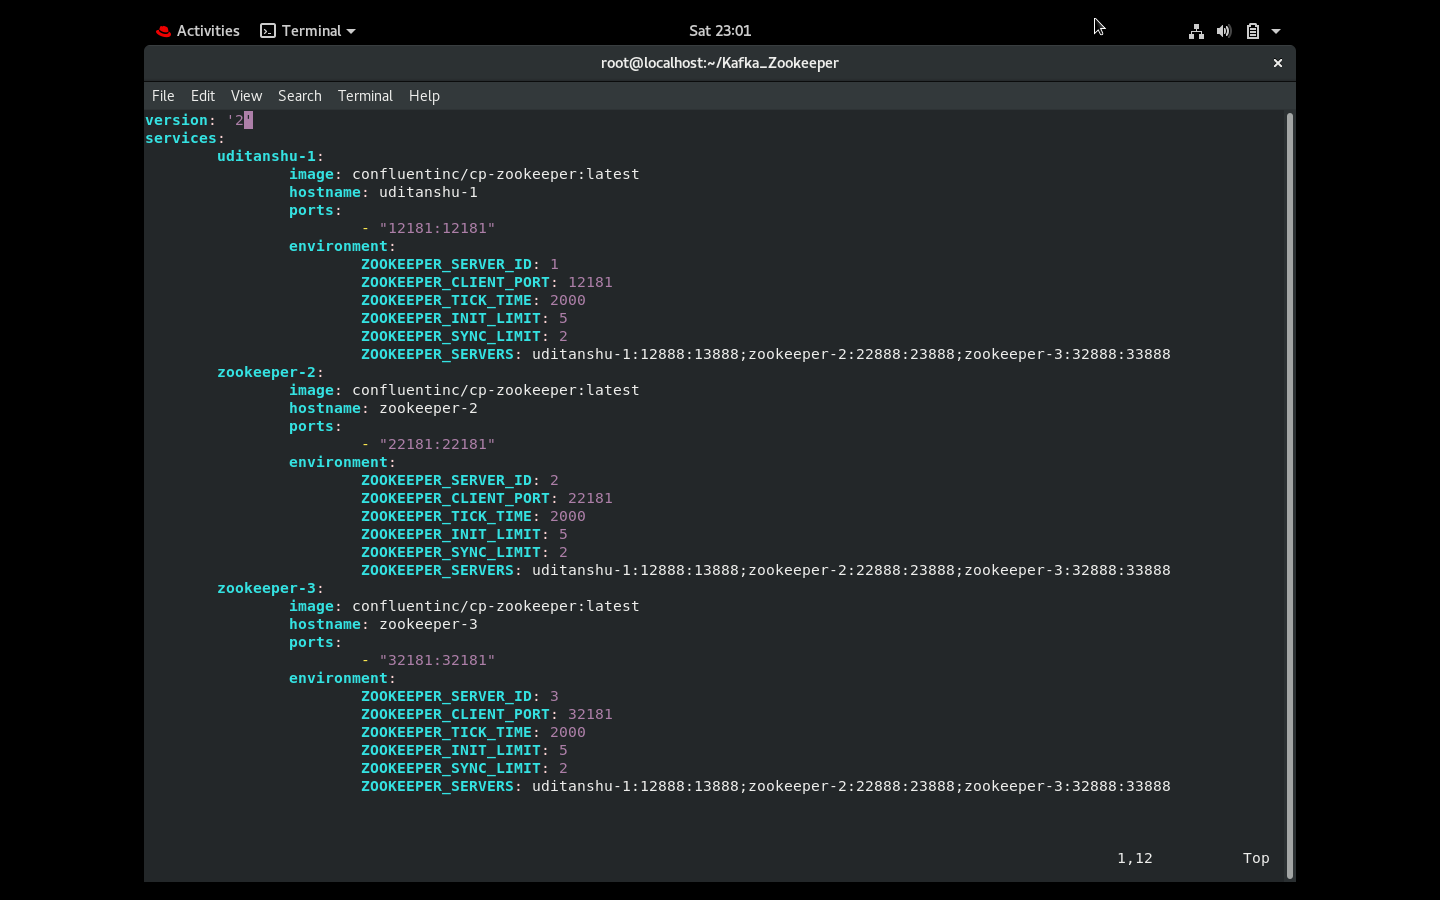 Activities Terminal Sat 23:01
root@localhost:~/Kafka_Zookeeper ×
File Edit View Search Terminal Help
version: '2'
services:
        uditanshu-1:
                image: confluentinc/cp-zookeeper:latest
                hostname: uditanshu-1
                ports:
                        - "12181:12181"
                environment:
                        ZOOKEEPER_SERVER_ID: 1
                        ZOOKEEPER_CLIENT_PORT: 12181
                        ZOOKEEPER_TICK_TIME: 2000
                        ZOOKEEPER_INIT_LIMIT: 5
                        ZOOKEEPER_SYNC_LIMIT: 2
                        ZOOKEEPER_SERVERS: uditanshu-1:12888:13888;zookeeper-2:22888:23888;zookeeper-3:32888:33888
        zookeeper-2:
                image: confluentinc/cp-zookeeper:latest
                hostname: zookeeper-2
                ports:
                        - "22181:22181"
                environment:
                        ZOOKEEPER_SERVER_ID: 2
                        ZOOKEEPER_CLIENT_PORT: 22181
                        ZOOKEEPER_TICK_TIME: 2000
                        ZOOKEEPER_INIT_LIMIT: 5
                        ZOOKEEPER_SYNC_LIMIT: 2
                        ZOOKEEPER_SERVERS: uditanshu-1:12888:13888;zookeeper-2:22888:23888;zookeeper-3:32888:33888
        zookeeper-3:
                image: confluentinc/cp-zookeeper:latest
                hostname: zookeeper-3
                ports:
                        - "32181:32181"
                environment:
                        ZOOKEEPER_SERVER_ID: 3
                        ZOOKEEPER_CLIENT_PORT: 32181
                        ZOOKEEPER_TICK_TIME: 2000
                        ZOOKEEPER_INIT_LIMIT: 5
                        ZOOKEEPER_SYNC_LIMIT: 2
                        ZOOKEEPER_SERVERS: uditanshu-1:12888:13888;zookeeper-2:22888:23888;zookeeper-3:32888:33888
1,12 Top